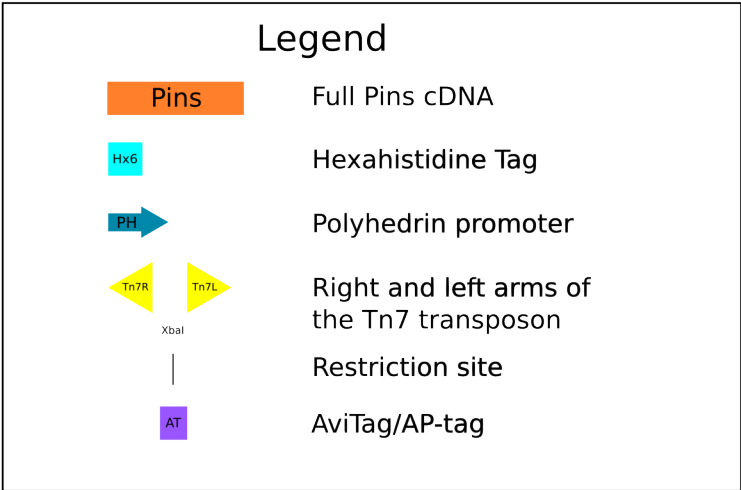 Legend
Pins Full Pins cDNA
Hx6 Hexahistidine Tag
PH Polyhedrin promoter
Tn7R Tn7L Right and left arms of
the Tn7 transposon
XbaI
Restriction site
AT AviTag/AP-tag